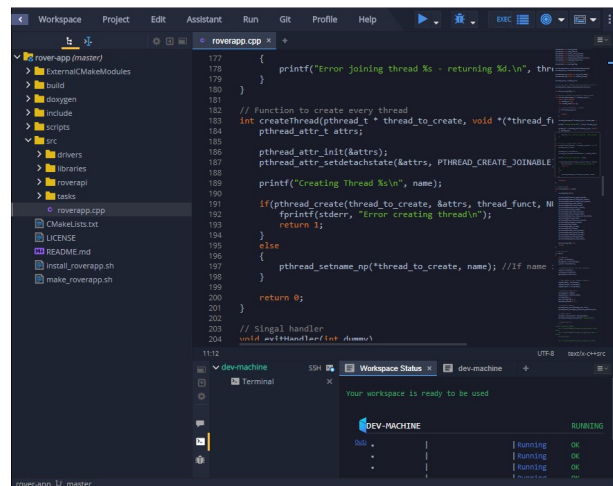 Workspace Project Edit Assistant Run Git Profile Help EXEC
rover-app (master)
ExternalCMakeModules
build
doxygen
include
scripts
src
drivers
libraries
roverapi
tasks
roverapp.cpp
CMakeLists.txt
LICENSE
README.md
install_roverapp.sh
make_roverapp.sh
roverapp.cpp × +
177 {
178 printf("Error joining thread %s - returning %d.\n", thre
179 }
180 }
181
182 // Function to create every thread
183 int createThread(pthread_t * thread_to_create, void *(*thread_fu
184 pthread_attr_t attrs;
185
186 pthread_attr_init(&attrs);
187 pthread_attr_setdetachstate(&attrs, PTHREAD_CREATE_JOINABLE
188
189 printf("Creating Thread %s\n", name);
190
191 if(pthread_create(thread_to_create, &attrs, thread_funct, NU
192 fprintf(stderr, "Error creating thread\n");
193 return 1;
194 }
195 else
196 {
197 pthread_setname_np(*thread_to_create, name); //If name
198 }
199
200 return 0;
201 }
202
203 // Singal handler
204 void exitHandler(int dummy)
11:12 UTF-8 text/x-c++src
dev-machine SSH
Terminal ×
Workspace Status × dev-machine +
Your workspace is ready to be used
DEV-MACHINE RUNNING
| | Running OK
| | Running OK
| | Running OK
| | Running OK
rover-app master